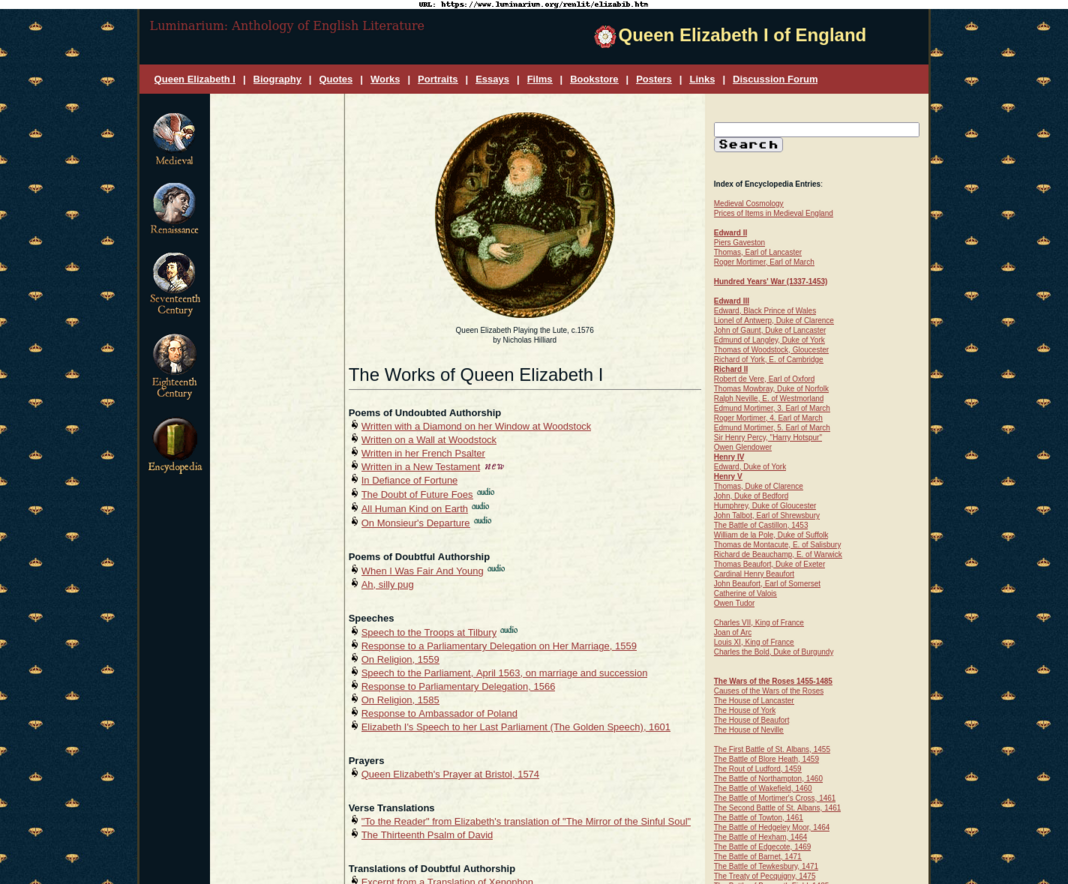 URL: https://www.luminarium.org/renlit/elizabib.htm
Luminarium: Anthology of English Literature
Queen Elizabeth I of England
Queen Elizabeth I | Biography | Quotes | Works | Portraits | Essays | Films | Bookstore | Posters | Links | Discussion Forum
Medieval
Renaissance
Seventeenth
Century
Eighteenth
Century
Encyclopedia
Queen Elizabeth Playing the Lute, c.1576
by Nicholas Hilliard
The Works of Queen Elizabeth I
Poems of Undoubted Authorship
Written with a Diamond on her Window at Woodstock
Written on a Wall at Woodstock
Written in her French Psalter
Written in a New Testament new
In Defiance of Fortune
The Doubt of Future Foes audio
All Human Kind on Earth audio
On Monsieur's Departure audio
Poems of Doubtful Authorship
When I Was Fair And Young audio
Ah, silly pug
Speeches
Speech to the Troops at Tilbury audio
Response to a Parliamentary Delegation on Her Marriage, 1559
On Religion, 1559
Speech to the Parliament, April 1563, on marriage and succession
Response to Parliamentary Delegation, 1566
On Religion, 1585
Response to Ambassador of Poland
Elizabeth I's Speech to her Last Parliament (The Golden Speech), 1601
Prayers
Queen Elizabeth's Prayer at Bristol, 1574
Verse Translations
"To the Reader" from Elizabeth's translation of "The Mirror of the Sinful Soul"
The Thirteenth Psalm of David
Translations of Doubtful Authorship
Excerpt from a Translation of Xenophon
Search
Index of Encyclopedia Entries:
Medieval Cosmology
Prices of Items in Medieval England
Edward II
Piers Gaveston
Thomas, Earl of Lancaster
Roger Mortimer, Earl of March
Hundred Years' War (1337-1453)
Edward III
Edward, Black Prince of Wales
Lionel of Antwerp, Duke of Clarence
John of Gaunt, Duke of Lancaster
Edmund of Langley, Duke of York
Thomas of Woodstock, Gloucester
Richard of York, E. of Cambridge
Richard II
Robert de Vere, Earl of Oxford
Thomas Mowbray, Duke of Norfolk
Ralph Neville, E. of Westmorland
Edmund Mortimer, 3. Earl of March
Roger Mortimer, 4. Earl of March
Edmund Mortimer, 5. Earl of March
Sir Henry Percy, "Harry Hotspur"
Owen Glendower
Henry IV
Edward, Duke of York
Henry V
Thomas, Duke of Clarence
John, Duke of Bedford
Humphrey, Duke of Gloucester
John Talbot, Earl of Shrewsbury
The Battle of Castillon, 1453
William de la Pole, Duke of Suffolk
Thomas de Montacute, E. of Salisbury
Richard de Beauchamp, E. of Warwick
Thomas Beaufort, Duke of Exeter
Cardinal Henry Beaufort
John Beaufort, Earl of Somerset
Catherine of Valois
Owen Tudor
Charles VII, King of France
Joan of Arc
Louis XI, King of France
Charles the Bold, Duke of Burgundy
The Wars of the Roses 1455-1485
Causes of the Wars of the Roses
The House of Lancaster
The House of York
The House of Beaufort
The House of Neville
The First Battle of St. Albans, 1455
The Battle of Blore Heath, 1459
The Rout of Ludford, 1459
The Battle of Northampton, 1460
The Battle of Wakefield, 1460
The Battle of Mortimer's Cross, 1461
The Second Battle of St. Albans, 1461
The Battle of Towton, 1461
The Battle of Hedgeley Moor, 1464
The Battle of Hexham, 1464
The Battle of Edgecote, 1469
The Battle of Barnet, 1471
The Battle of Tewkesbury, 1471
The Treaty of Pecquigny, 1475